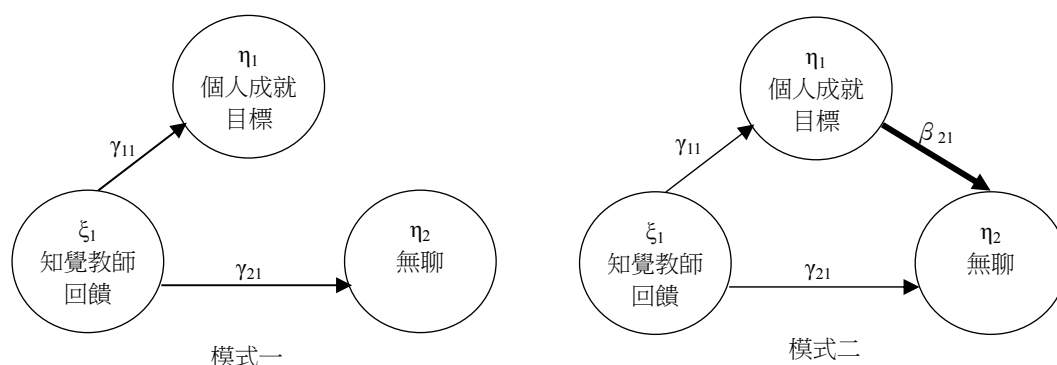 η1
個人成就
目標
γ11
ξ1
知覺教師
回饋
γ21
η2
無聊
模式一
η1
個人成就
目標
β21
γ11
ξ1
知覺教師
回饋
γ21
η2
無聊
模式二